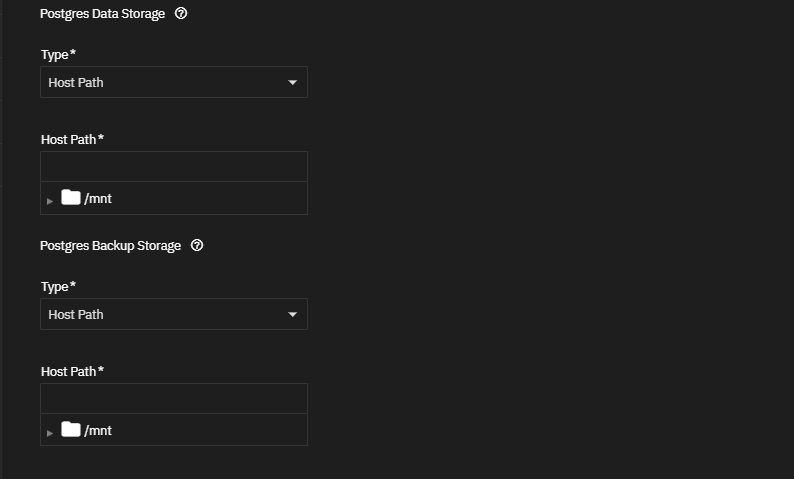 Postgres Data Storage ?
Type*
Host Path
Host Path*
/mnt
Postgres Backup Storage ?
Type*
Host Path
Host Path*
/mnt